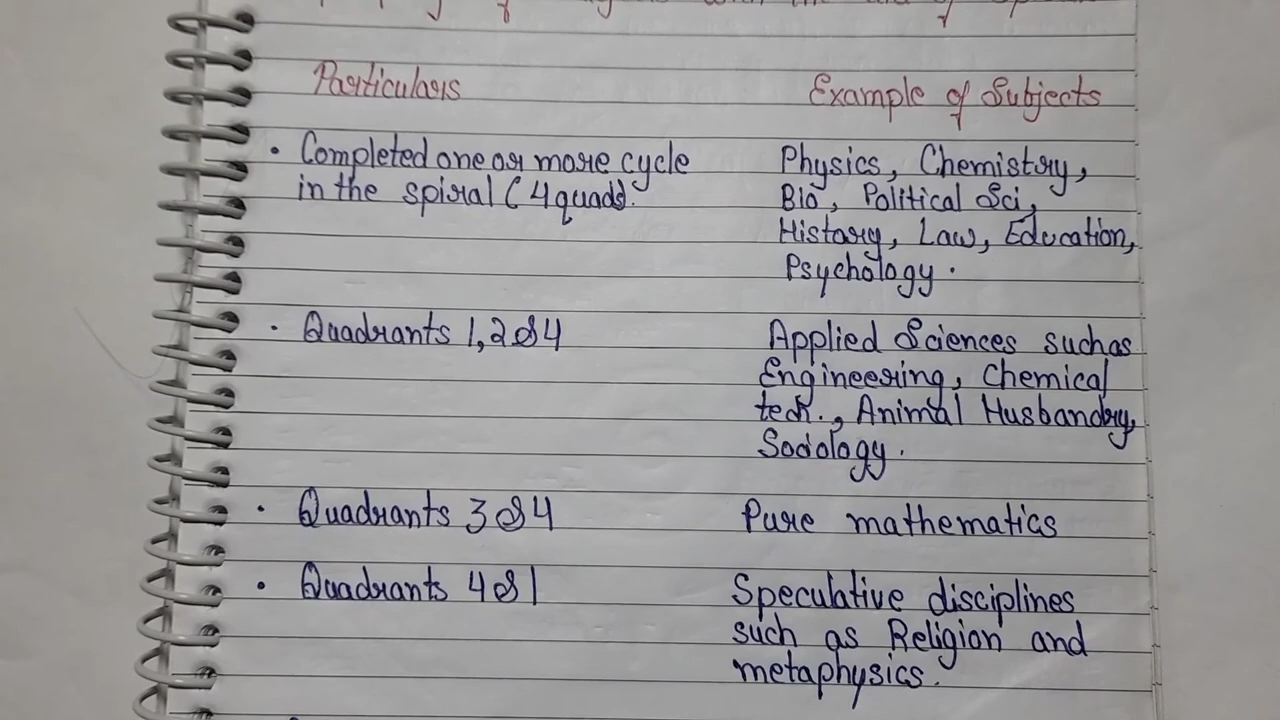 Particulars Example of Subjects
• Completed one or more cycle Physics, Chemistry,
in the spiral (4 quads). Bio, Political Sci,
History, Law, Education,
Psychology.
• Quadrants 1, 2 & 4 Applied Sciences such as
Engineering, Chemical
tech., Animal Husbandry,
Sociology.
• Quadrants 3 & 4 Pure mathematics
• Quadrants 4 & 1 Speculative disciplines
such as Religion and
metaphysics.